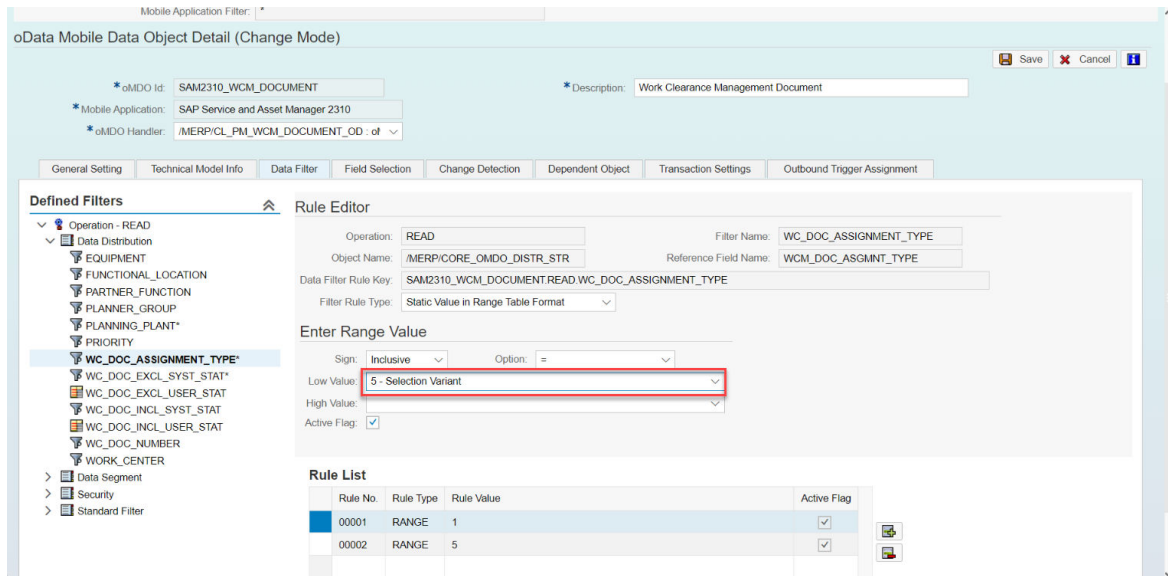 Mobile Application Filter: *
oData Mobile Data Object Detail (Change Mode)
Save Cancel
* oMDO Id: SAM2310_WCM_DOCUMENT * Description: Work Clearance Management Document
* Mobile Application: SAP Service and Asset Manager 2310
* oMDO Handler: /MERP/CL_PM_WCM_DOCUMENT_OD : of
General Setting Technical Model Info Data Filter Field Selection Change Detection Dependent Object Transaction Settings Outbound Trigger Assignment
Defined Filters
Operation - READ
Data Distribution
EQUIPMENT
FUNCTIONAL_LOCATION
PARTNER_FUNCTION
PLANNER_GROUP
PLANNING_PLANT*
PRIORITY
WC_DOC_ASSIGNMENT_TYPE*
WC_DOC_EXCL_SYST_STAT*
WC_DOC_EXCL_USER_STAT
WC_DOC_INCL_SYST_STAT
WC_DOC_INCL_USER_STAT
WC_DOC_NUMBER
WORK_CENTER
Data Segment
Security
Standard Filter
Rule Editor
Operation: READ Filter Name: WC_DOC_ASSIGNMENT_TYPE
Object Name: /MERP/CORE_OMDO_DISTR_STR Reference Field Name: WCM_DOC_ASGMNT_TYPE
Data Filter Rule Key: SAM2310_WCM_DOCUMENT.READ.WC_DOC_ASSIGNMENT_TYPE
Filter Rule Type: Static Value in Range Table Format
Enter Range Value
Sign: Inclusive Option: =
Low Value: 5 - Selection Variant
High Value:
Active Flag:
Rule List
Rule No. Rule Type Rule Value Active Flag
00001 RANGE 1
00002 RANGE 5